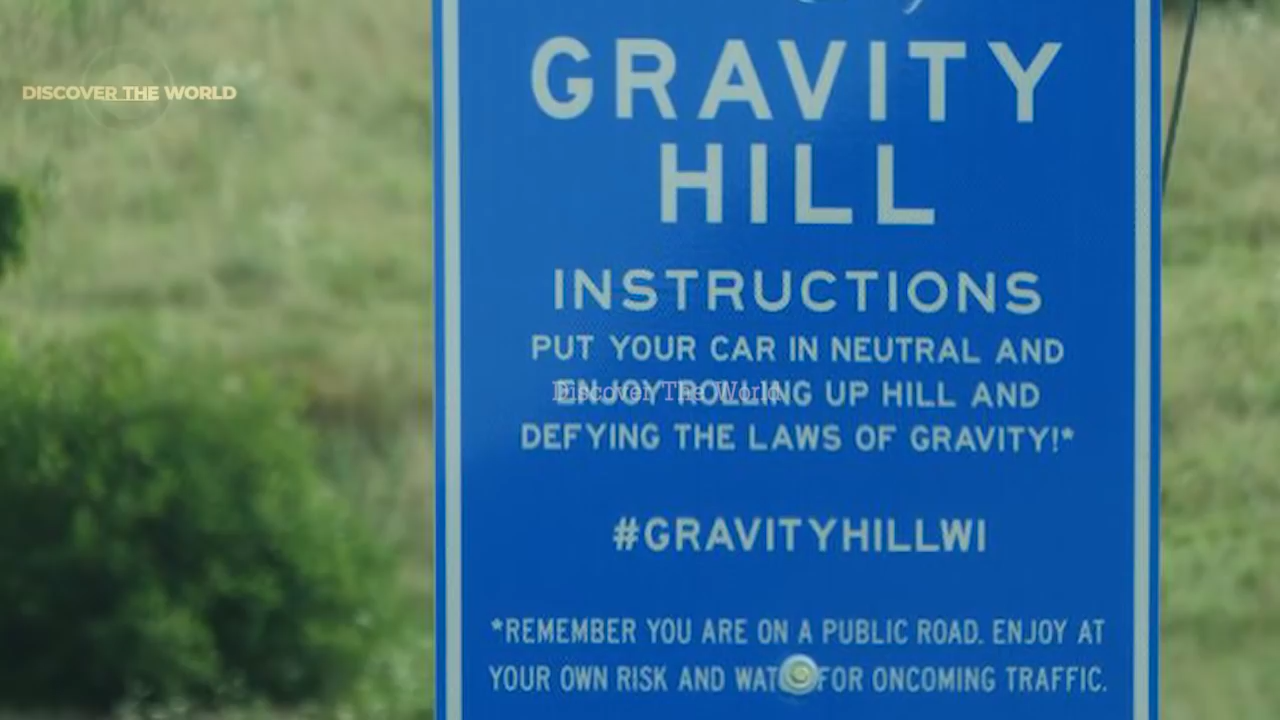 GRAVITY
HILL
DISCOVER THE WORLD
INSTRUCTIONS
PUT YOUR CAR IN NEUTRAL AND
ENJOY ROLLING UP HILL AND
Discover The World
DEFYING THE LAWS OF GRAVITY!*
#GRAVITYHILLWI
*REMEMBER YOU ARE ON A PUBLIC ROAD. ENJOY AT
YOUR OWN RISK AND FOR ONCOMING TRAFFIC.